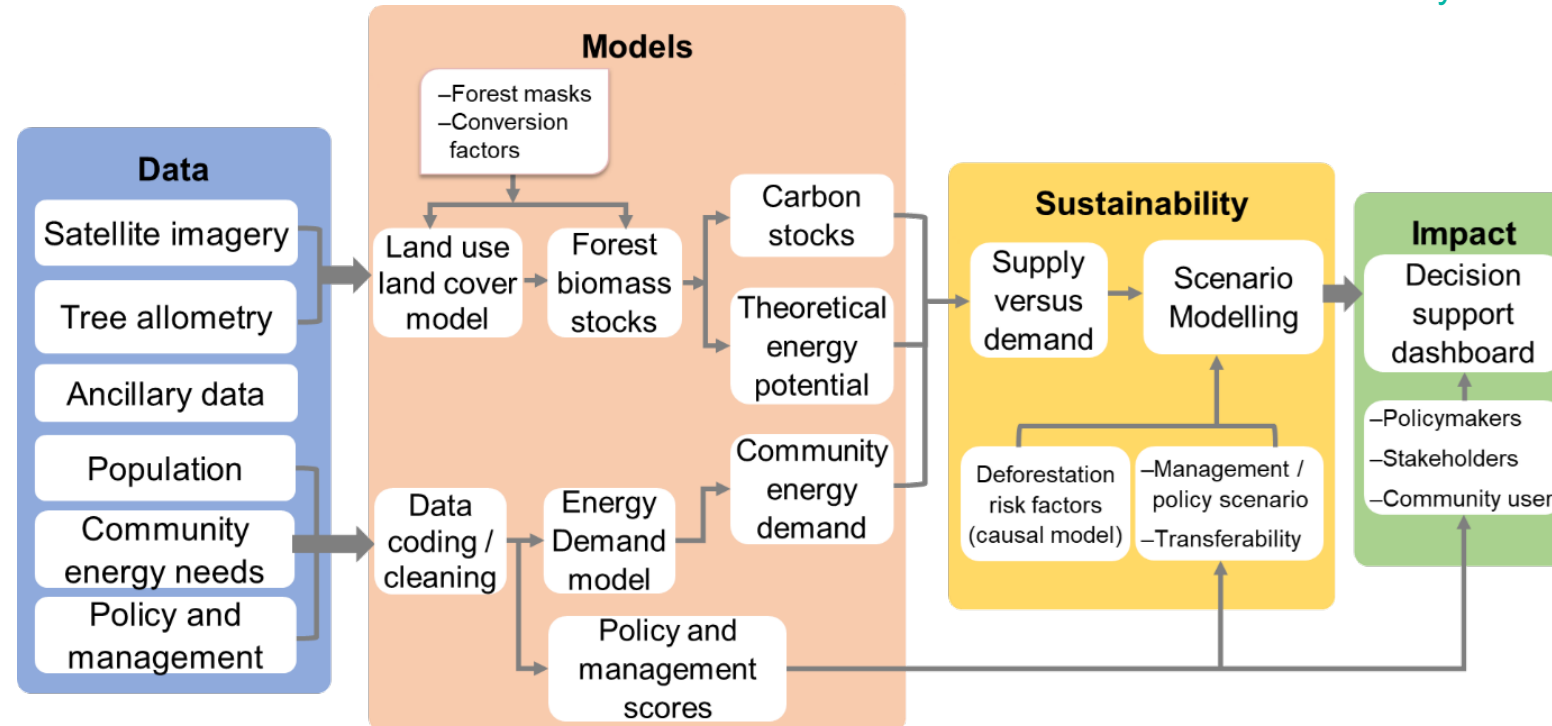 Data
Satellite imagery
Tree allometry
Ancillary data
Population
Community
energy needs
Policy and
management
Models
–Forest masks
–Conversion
factors
Land use
land cover
model
Forest
biomass
stocks
Carbon
stocks
Theoretical
energy
potential
Data
coding /
cleaning
Energy
Demand
model
Community
energy
demand
Policy and
management
scores
Sustainability
Supply
versus
demand
Scenario
Modelling
Deforestation
risk factors
(causal model)
–Management /
policy scenario
–Transferability
Impact
Decision
support
dashboard
–Policymakers
–Stakeholders
–Community user